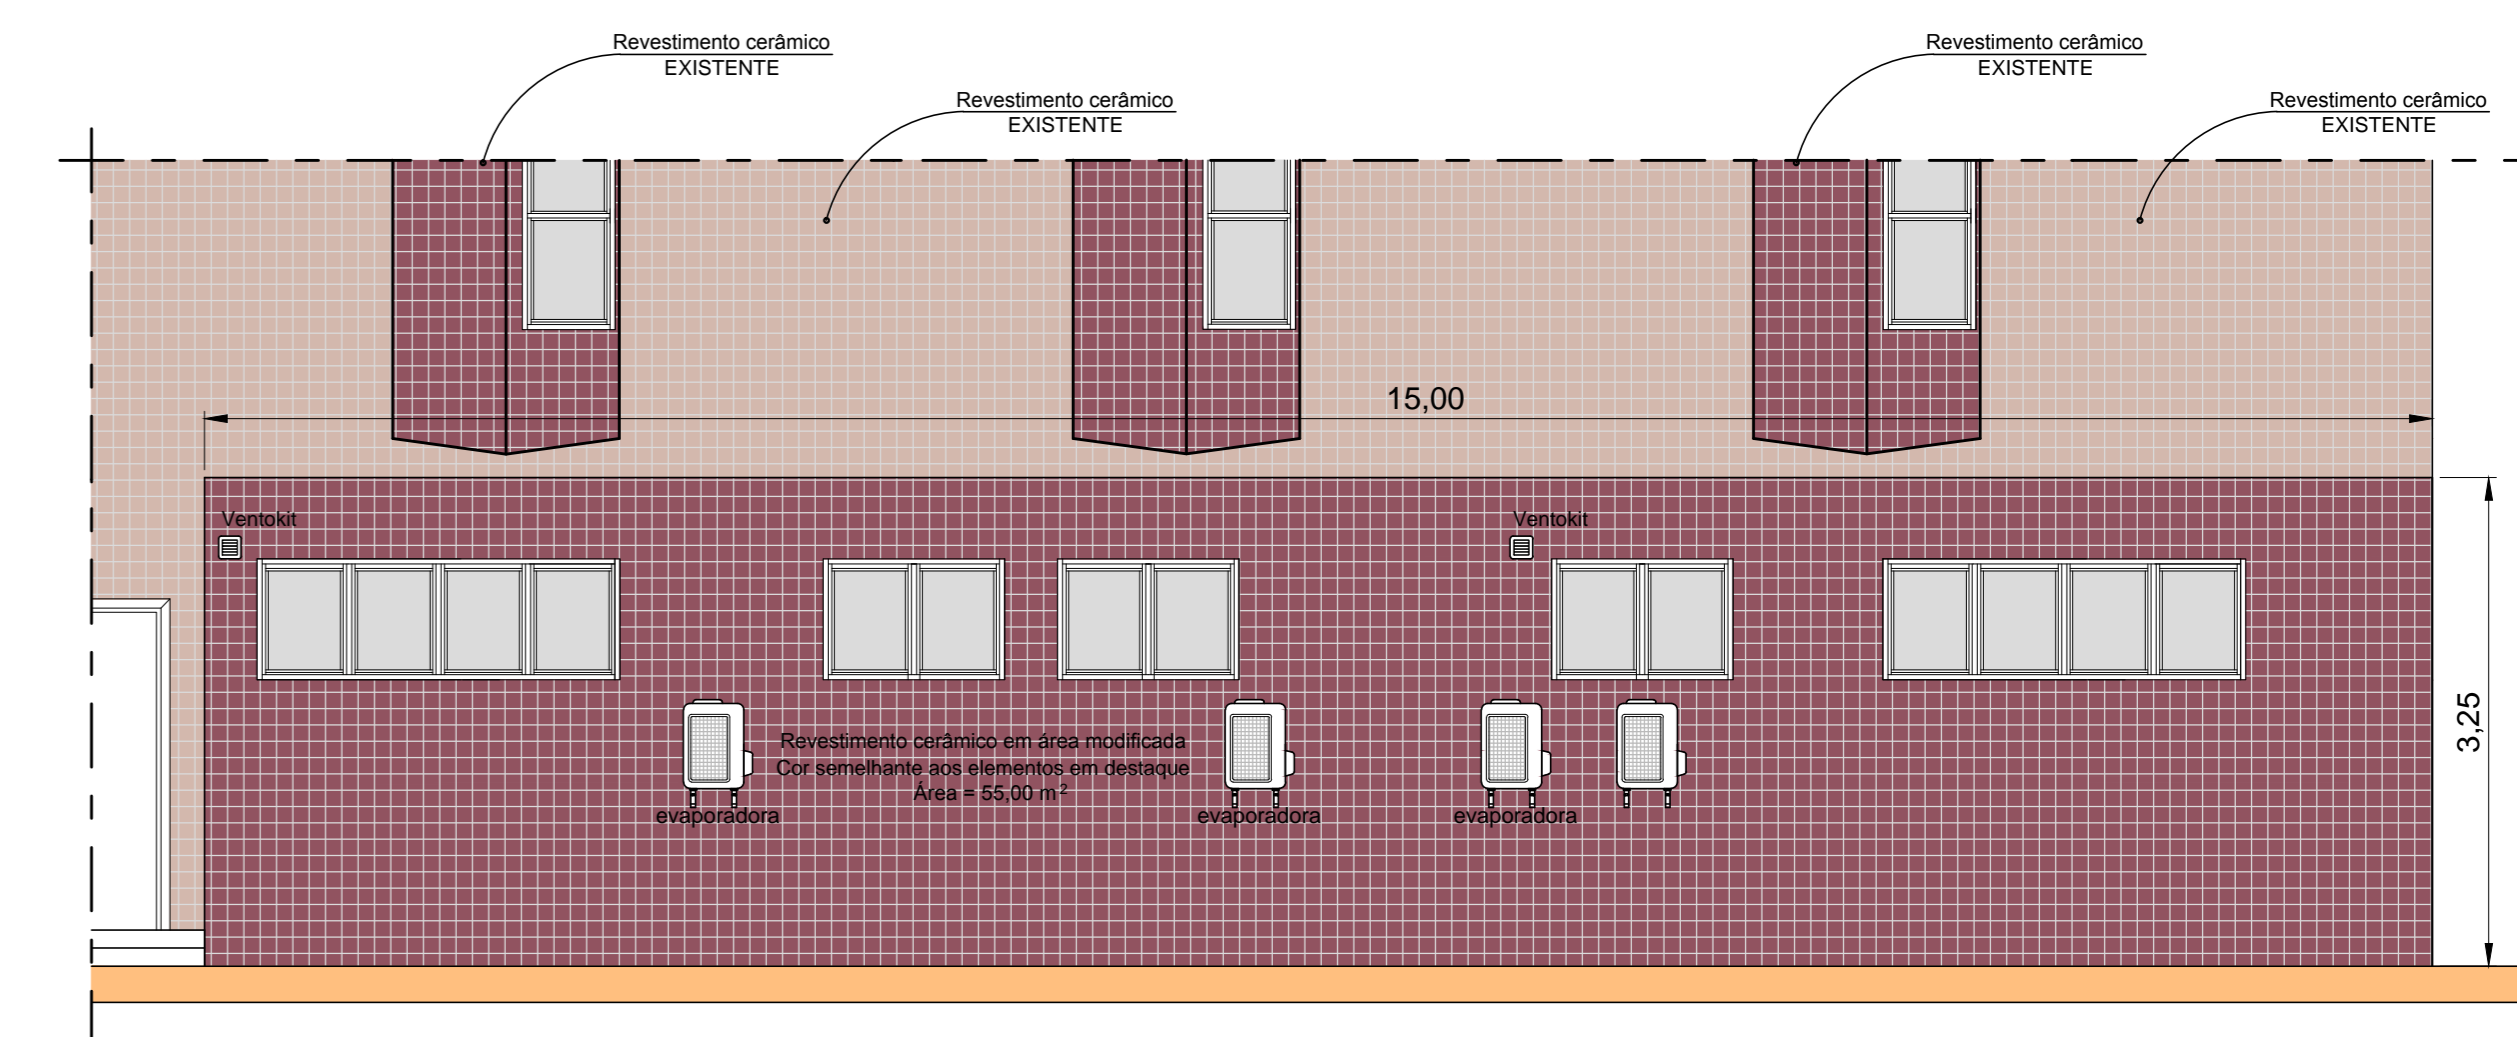 Revestimento cerâmico
EXISTENTE
Revestimento cerâmico
EXISTENTE
Revestimento cerâmico
EXISTENTE
Revestimento cerâmico
EXISTENTE
15,00
Ventokit
Ventokit
3,25
Revestimento cerâmico em área modificada
Cor semelhante aos elementos em destaque
Área = 55,00 m²
evaporadora
evaporadora
evaporadora